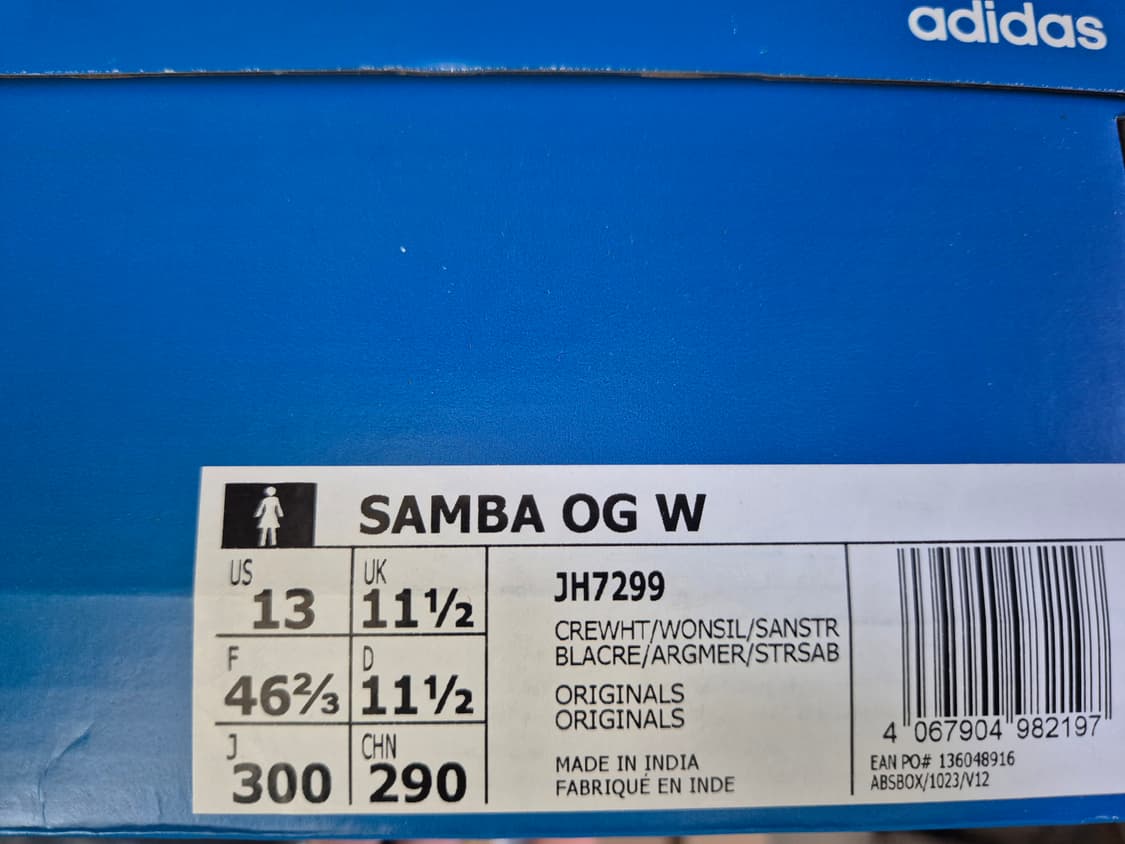 adidas
SAMBA OG W
US 13 UK 11½
F 46⅔ D 11½
J 300 CHN 290
JH7299
CREWHT/WONSIL/SANSTR
BLACRE/ARGMER/STRSAB
ORIGINALS
ORIGINALS
MADE IN INDIA
FABRIQUÉ EN INDE
4 067904 982197
EAN PO# 136048916
ABSBOX/1023/V12